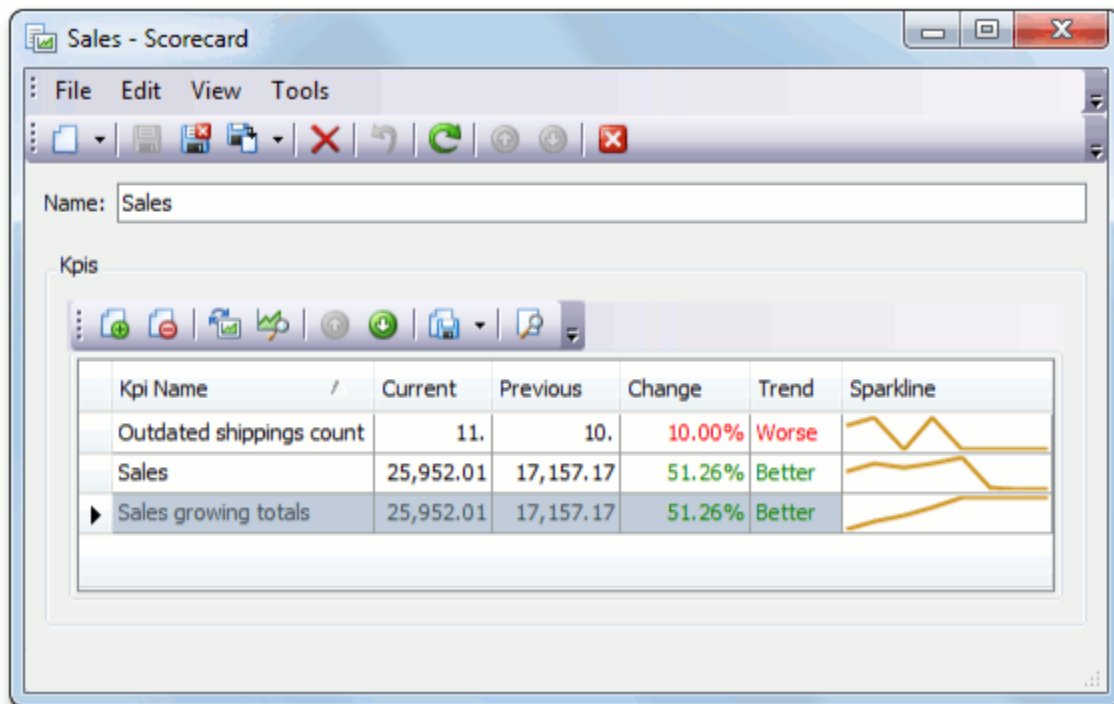 Sales - Scorecard
File Edit View Tools
Name: Sales
Kpis
Kpi Name Current Previous Change Trend Sparkline
Outdated shippings count 11. 10. 10.00% Worse
Sales 25,952.01 17,157.17 51.26% Better
Sales growing totals 25,952.01 17,157.17 51.26% Better